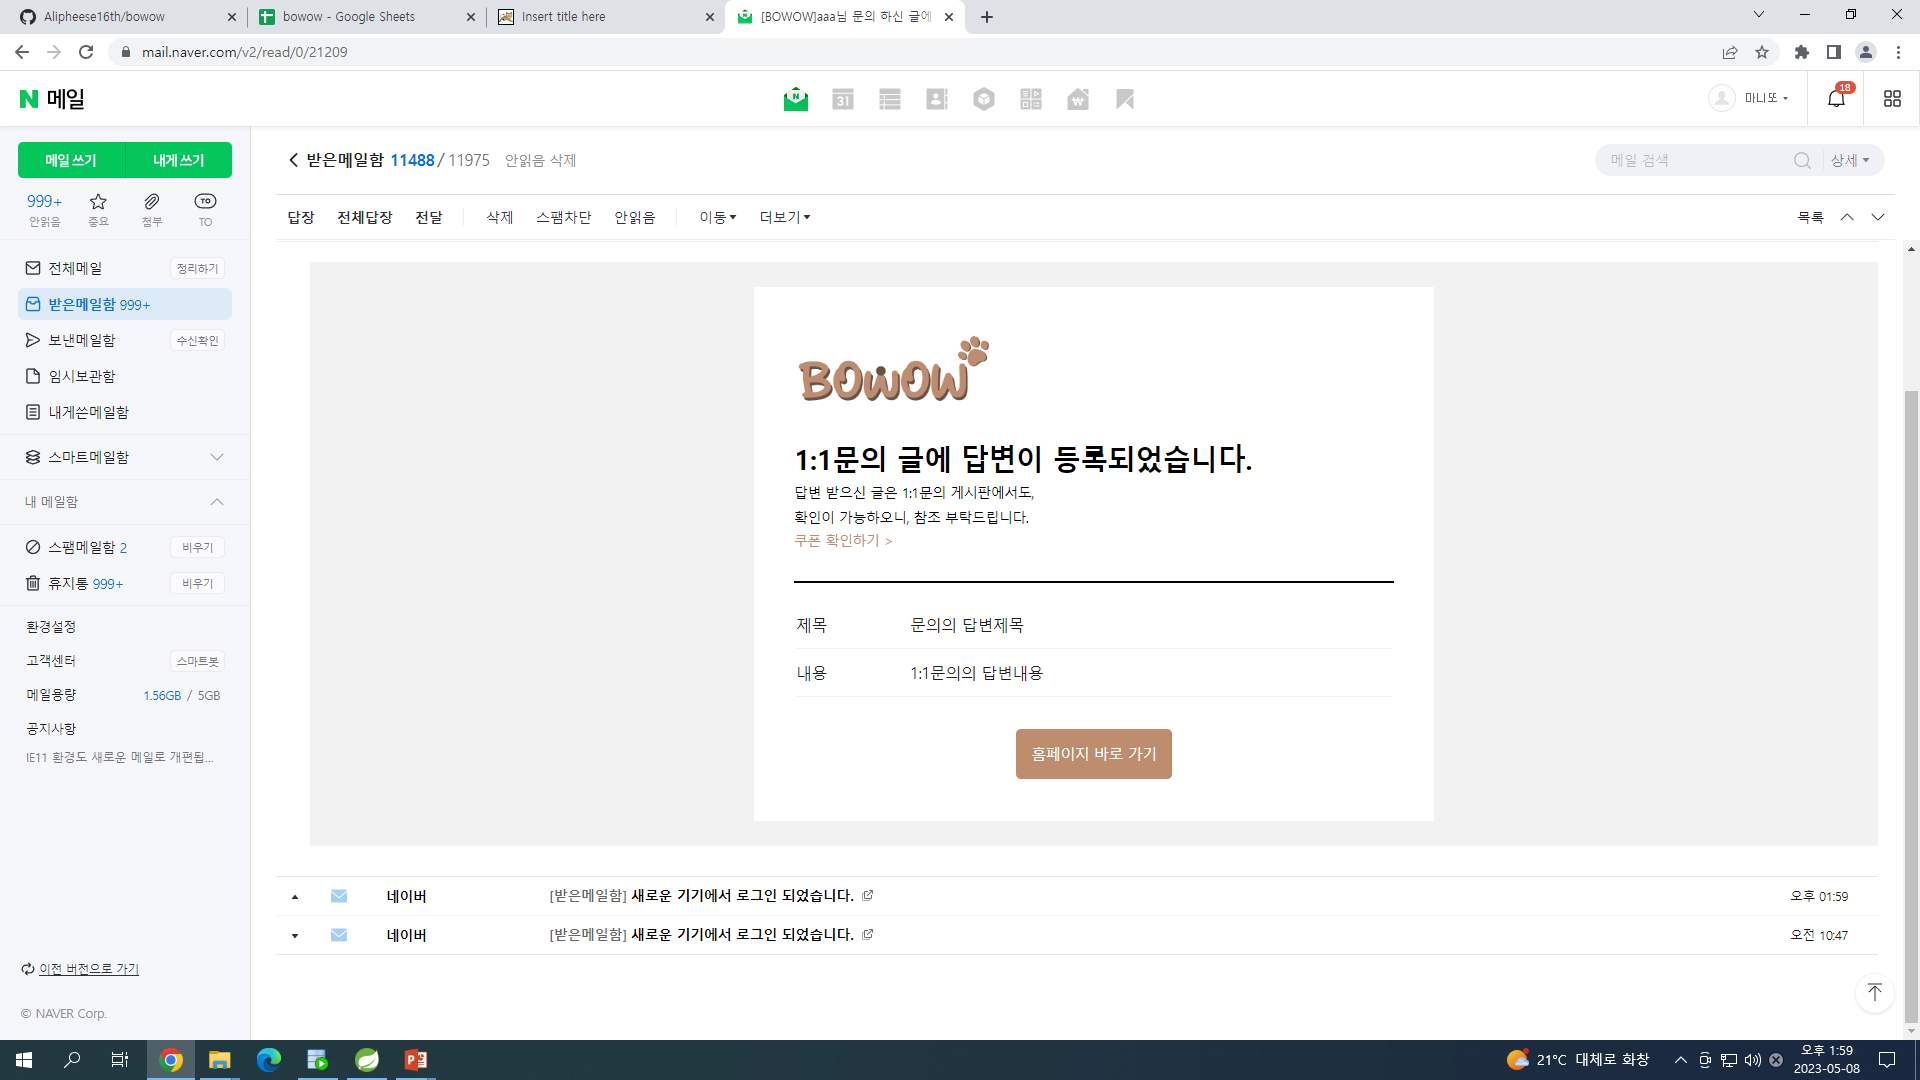 Alipheese16th/bowow
bowow - Google Sheets
Insert title here
[BOWOW]aaa님 문의 하신 글에
mail.naver.com/v2/read/0/21209
N 메일
31
마니또
18
메일 쓰기
내게 쓰기
999+
안읽음
중요
첨부
TO
TO
받은메일함 11488 / 11975 안읽음 삭제
메일 검색
상세
답장 전체답장 전달 삭제 스팸차단 안읽음 이동 더보기
목록
전체메일 정리하기
받은메일함 999+
보낸메일함 수신확인
임시보관함
내게쓴메일함
스마트메일함
내 메일함
스팸메일함 2 비우기
휴지통 999+ 비우기
환경설정
고객센터 스마트봇
메일용량 1.56GB / 5GB
공지사항
IE11 환경도 새로운 메일로 개편됩...
이전 버전으로 가기
© NAVER Corp.
BOWOW
1:1문의 글에 답변이 등록되었습니다.
답변 받으신 글은 1:1문의 게시판에서도,
확인이 가능하오니, 참조 부탁드립니다.
쿠폰 확인하기 >
제목 문의의 답변제목
내용 1:1문의의 답변내용
홈페이지 바로 가기
네이버 [받은메일함] 새로운 기기에서 로그인 되었습니다. 오후 01:59
네이버 [받은메일함] 새로운 기기에서 로그인 되었습니다. 오전 10:47
21°C 대체로 화창
오후 1:59
2023-05-08